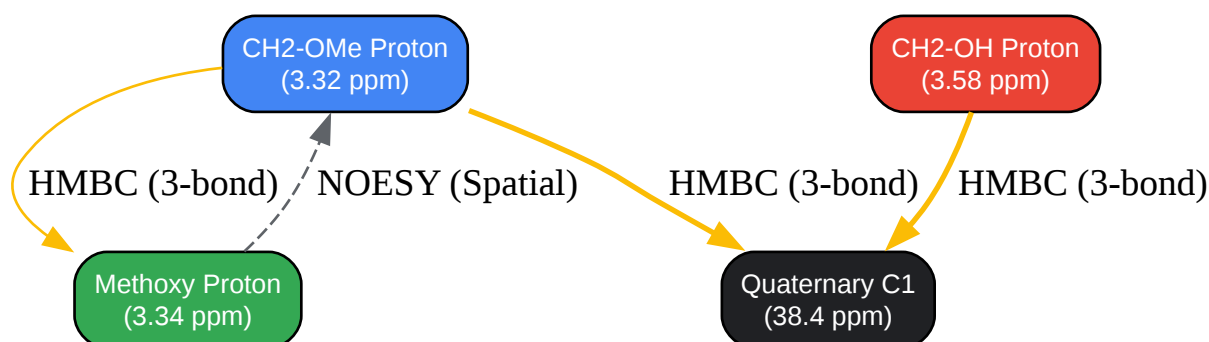 CH2-OMe Proton
(3.32 ppm)
CH2-OH Proton
(3.58 ppm)
HMBC (3-bond)
NOESY (Spatial)
HMBC (3-bond)
HMBC (3-bond)
Methoxy Proton
(3.34 ppm)
Quaternary C1
(38.4 ppm)